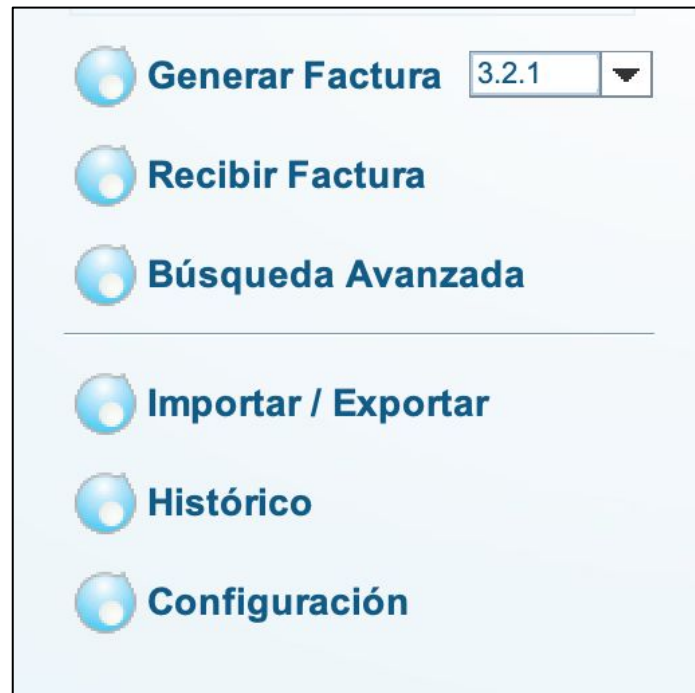 Generar Factura 3.2.1
Recibir Factura
Búsqueda Avanzada
Importar / Exportar
Histórico
Configuración